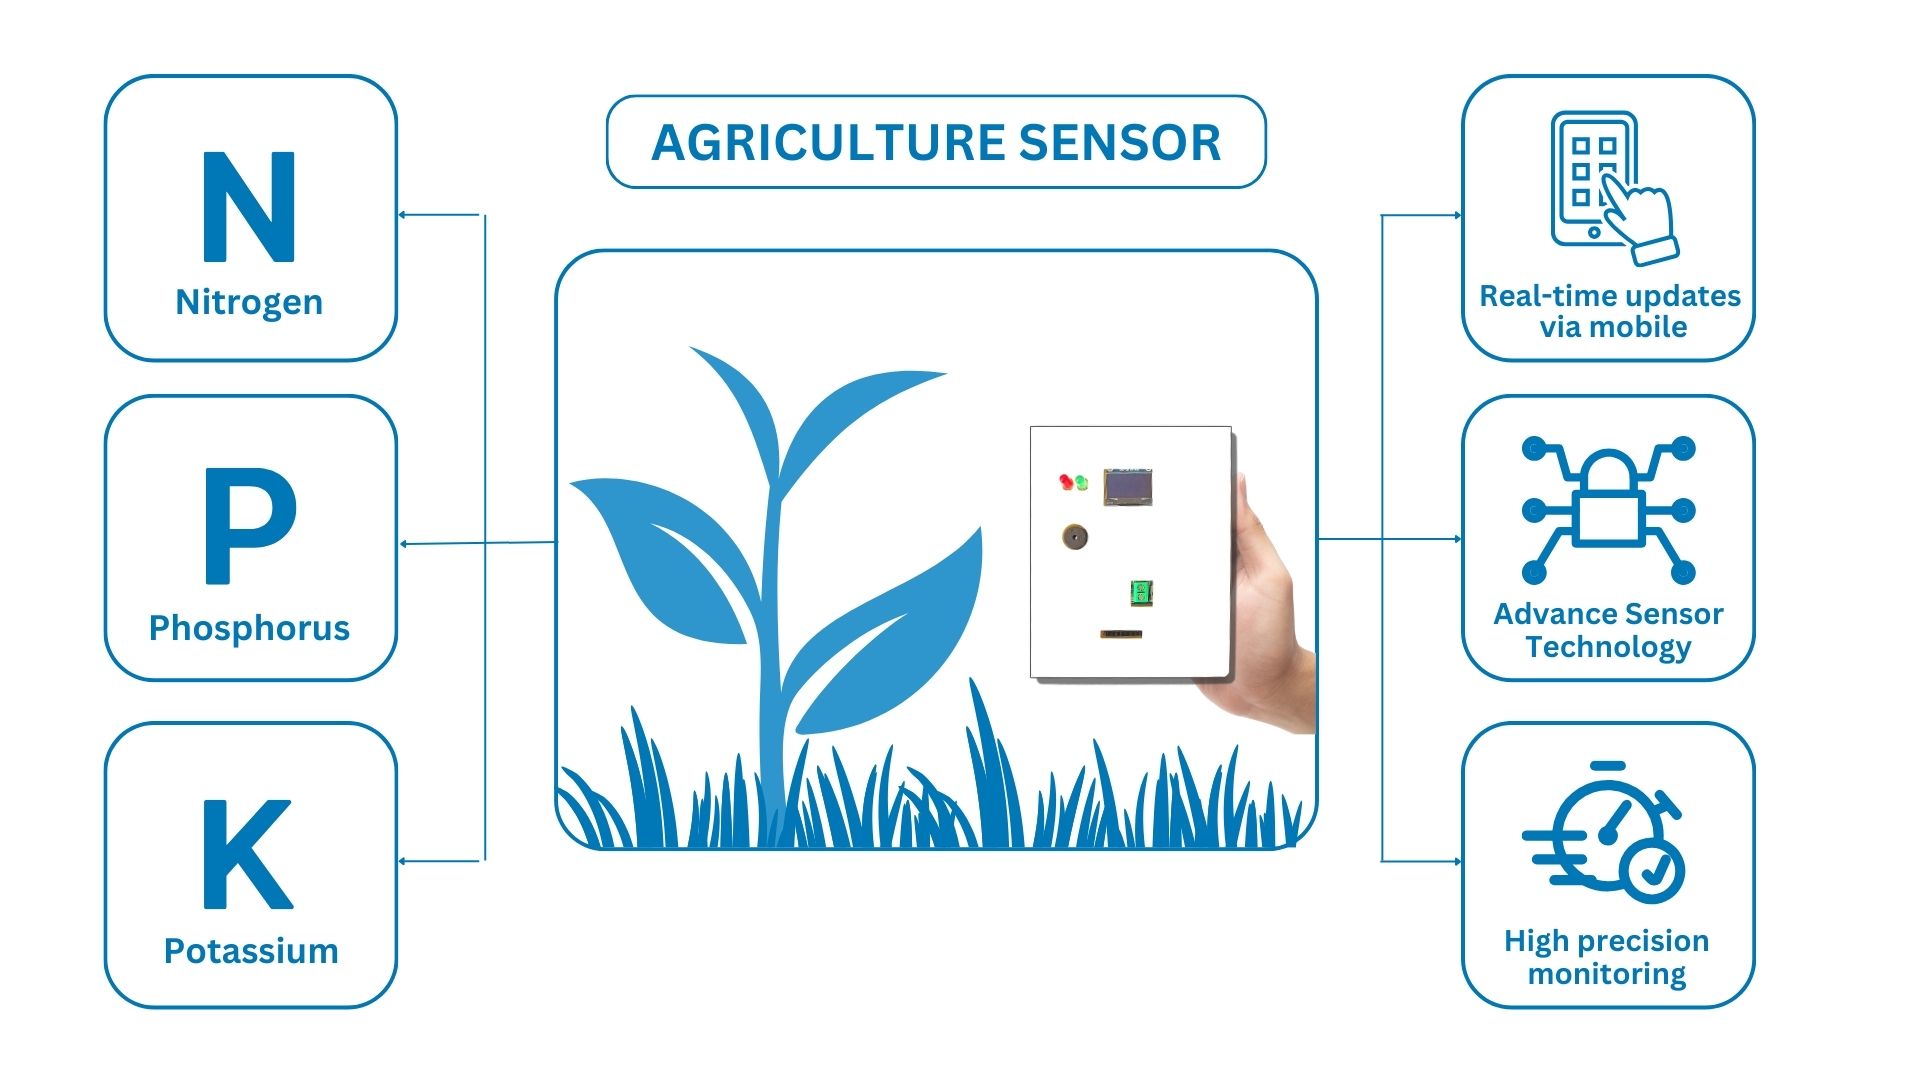 AGRICULTURE SENSOR
N
Nitrogen
P
Phosphorus
K
Potassium
Real-time updates
via mobile
Advance Sensor
Technology
High precision
monitoring